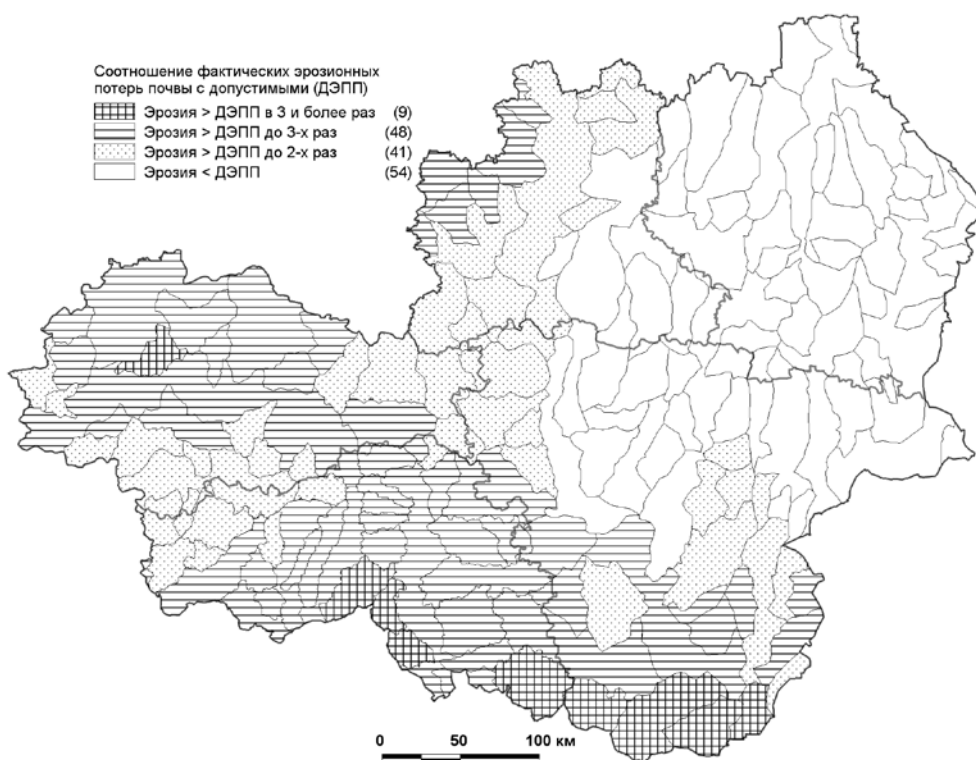 Соотношение фактических эрозионных
потерь почвы с допустимыми (ДЭПП)
Эрозия > ДЭПП в 3 и более раз (9)
Эрозия > ДЭПП до 3-х раз (48)
Эрозия > ДЭПП до 2-х раз (41)
Эрозия < ДЭПП (54)
0 50 100 км